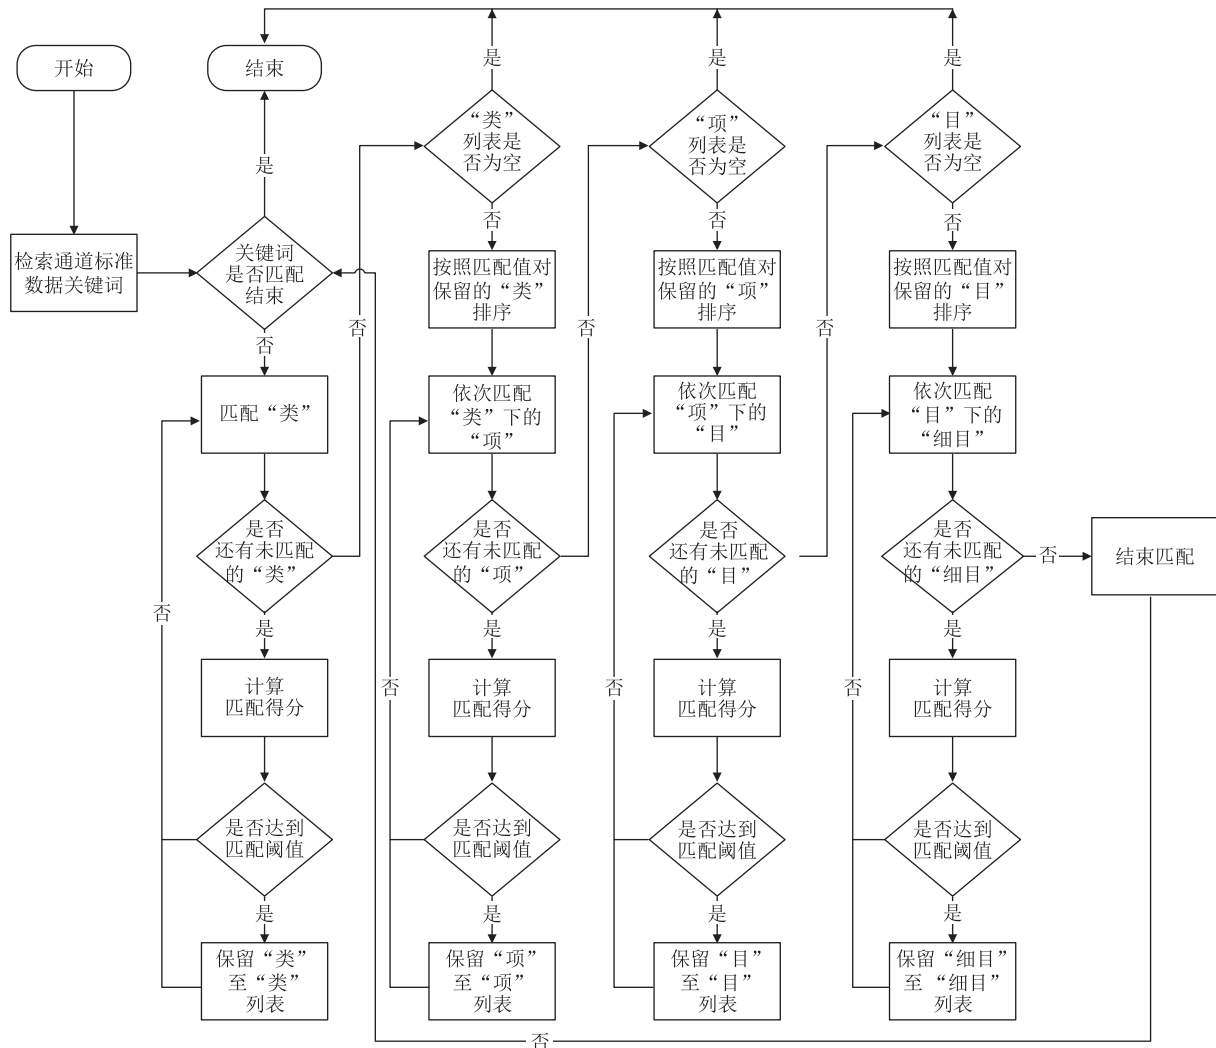 开始
结束
检索通道标准
数据关键词
关键词
是否匹配
结束
是
否
匹配“类”
是否
还有未匹配
的“类”
否
是
计算
匹配得分
是否达到
匹配阈值
否
是
保留“类”
至“类”
列表
是
“类”
列表是
否为空
否
按照匹配值对
保留的“类”
排序
依次匹配
“类”下的
“项”
是否
还有未匹配
的“项”
否
是
计算
匹配得分
是否达到
匹配阈值
否
是
保留“项”
至“项”
列表
是
“项”
列表是
否为空
否
按照匹配值对
保留的“项”
排序
依次匹配
“项”下的
“目”
是否
还有未匹配
的“目”
否
是
计算
匹配得分
是否达到
匹配阈值
否
是
保留“目”
至“目”
列表
是
“目”
列表是
否为空
否
按照匹配值对
保留的“目”
排序
依次匹配
“目”下的
“细目”
是否
还有未匹配
的“细目”
否
结束匹配
是
计算
匹配得分
是否达到
匹配阈值
否
是
保留“细目”
至“细目”
列表
否